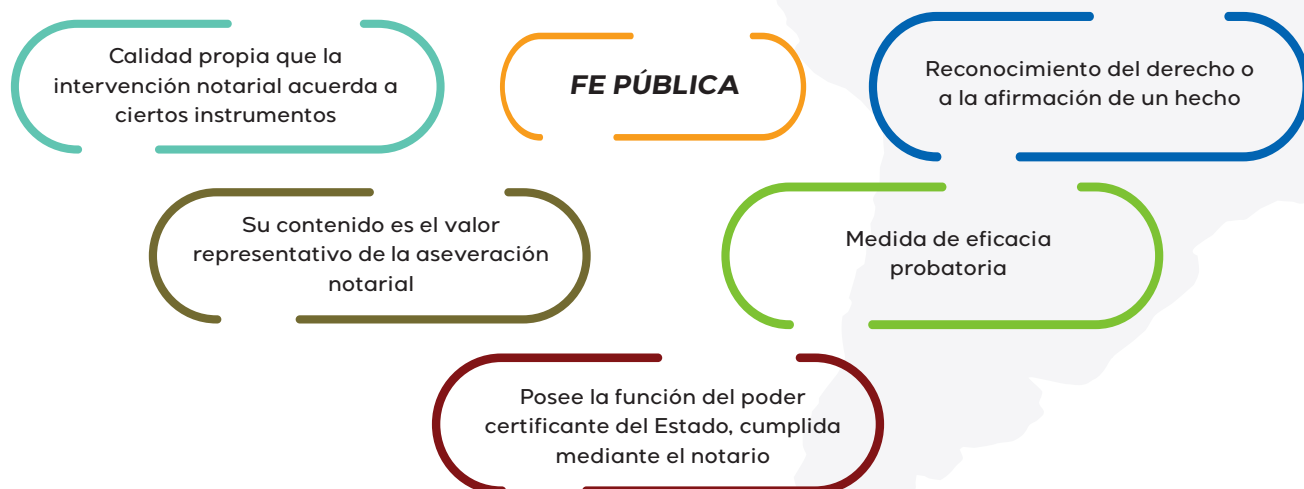 Calidad propia que la
intervención notarial acuerda a
ciertos instrumentos
FE PÚBLICA
Reconocimiento del derecho o
a la afirmación de un hecho
Su contenido es el valor
representativo de la aseveración
notarial
Medida de eficacia
probatoria
Posee la función del poder
certificante del Estado, cumplida
mediante el notario